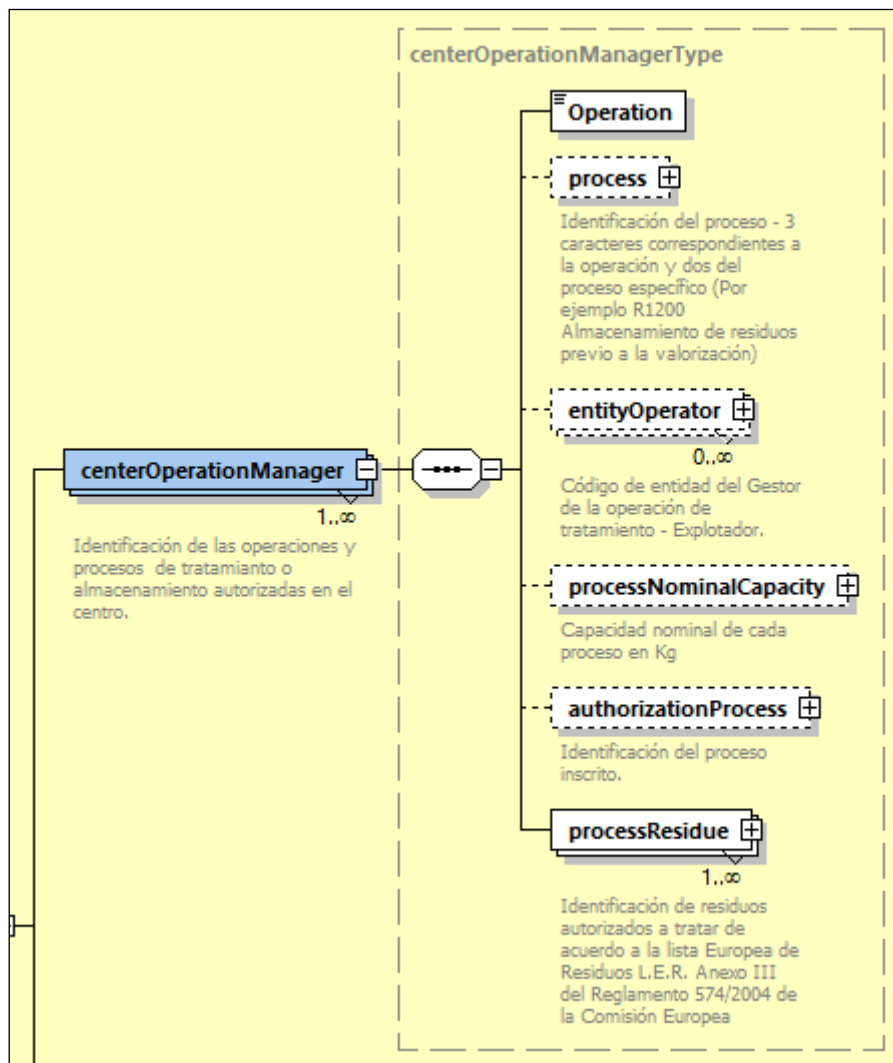 centerOperationManagerType
Operation
process
Identificación del proceso - 3
caracteres correspondientes a
la operación y dos del
proceso específico (Por
ejemplo R1200
Almacenamiento de residuos
previo a la valorización)
entityOperator
0..∞
Código de entidad del Gestor
de la operación de
tratamiento - Explotador.
centerOperationManager
1..∞
Identificación de las operaciones y
procesos de tratamianto o
almacenamiento autorizadas en el
centro.
processNominalCapacity
Capacidad nominal de cada
proceso en Kg
authorizationProcess
Identificación del proceso
inscrito.
processResidue
1..∞
Identificación de residuos
autorizados a tratar de
acuerdo a la lista Europea de
Residuos L.E.R. Anexo III
del Reglamento 574/2004 de
la Comisión Europea